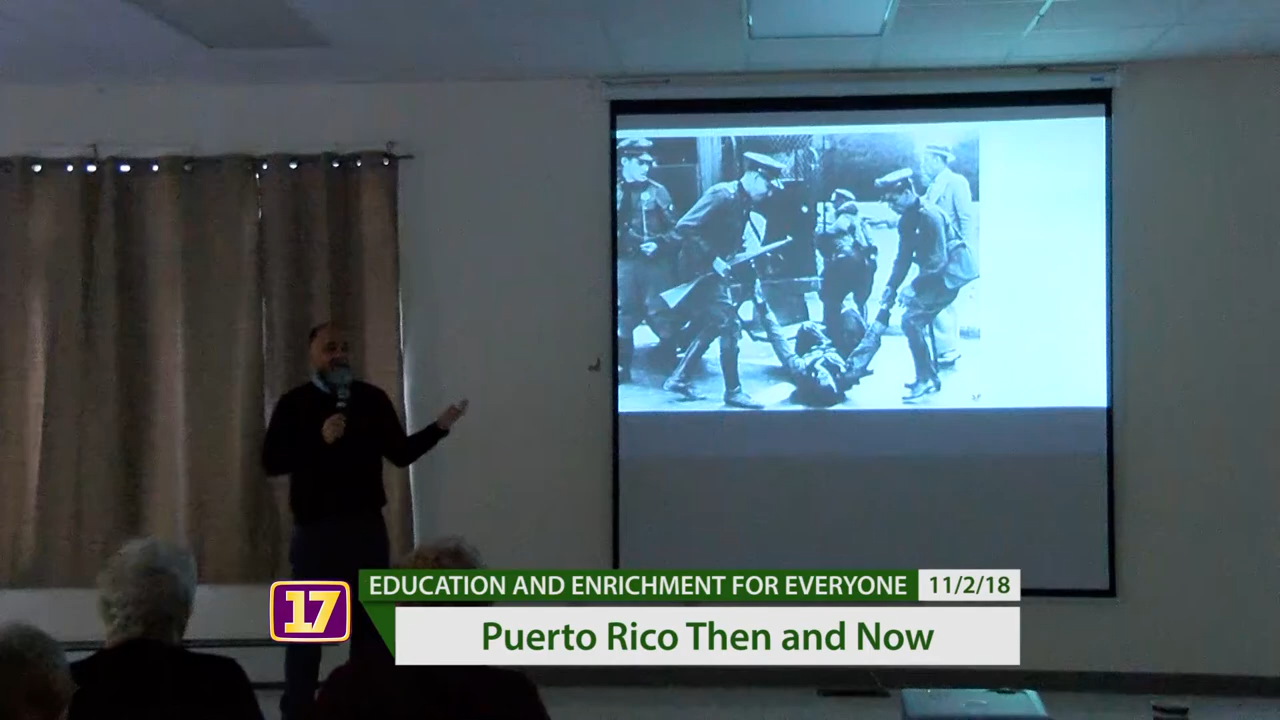 17
EDUCATION AND ENRICHMENT FOR EVERYONE 11/2/18
Puerto Rico Then and Now